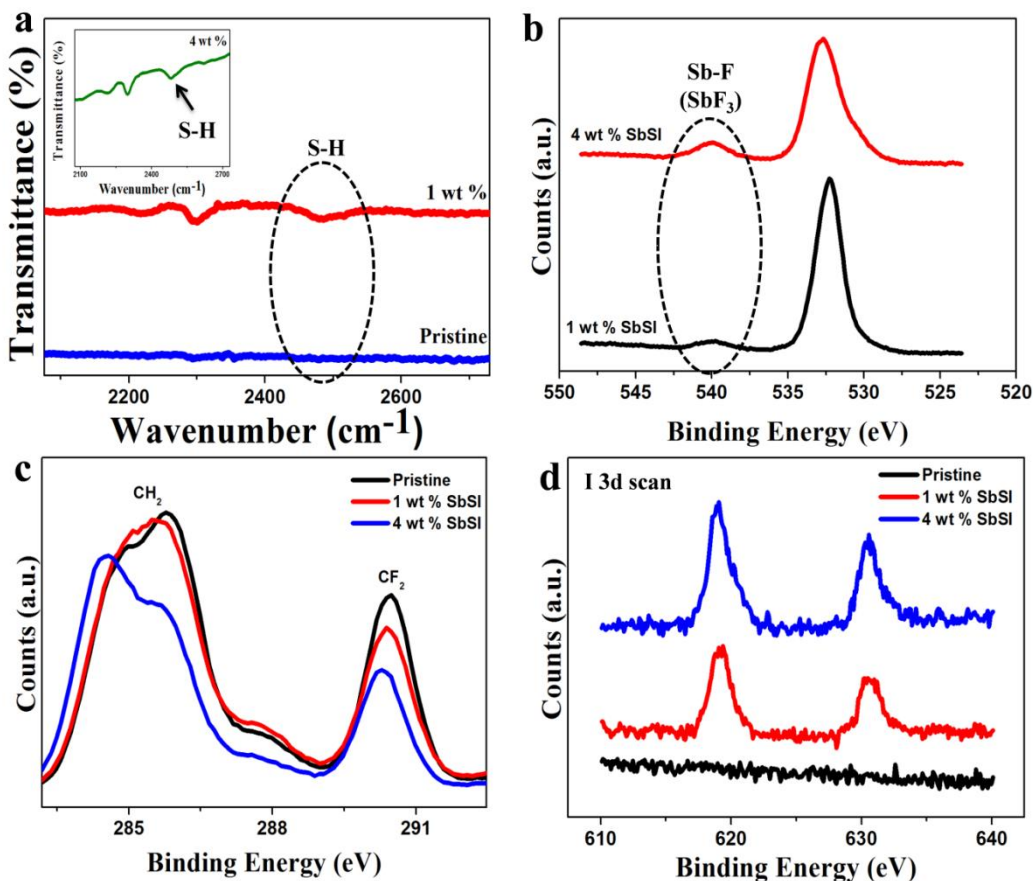 a
4 wt %
Transmittance (%)
S-H
2100 2400 2700
Wavenumber (cm-1)
S-H
1 wt %
Pristine
Transmittance (%)
2200 2400 2600
Wavenumber (cm-1)
b
Sb-F
(SbF3)
4 wt % SbSI
1 wt % SbSI
Counts (a.u.)
550 545 540 535 530 525 520
Binding Energy (eV)
c
CH2
Pristine
1 wt % SbSI
4 wt % SbSI
CF2
Counts (a.u.)
285 288 291
Binding Energy (eV)
d
I 3d scan
Pristine
1 wt % SbSI
4 wt % SbSI
Counts (a.u.)
610 620 630 640
Binding Energy (eV)